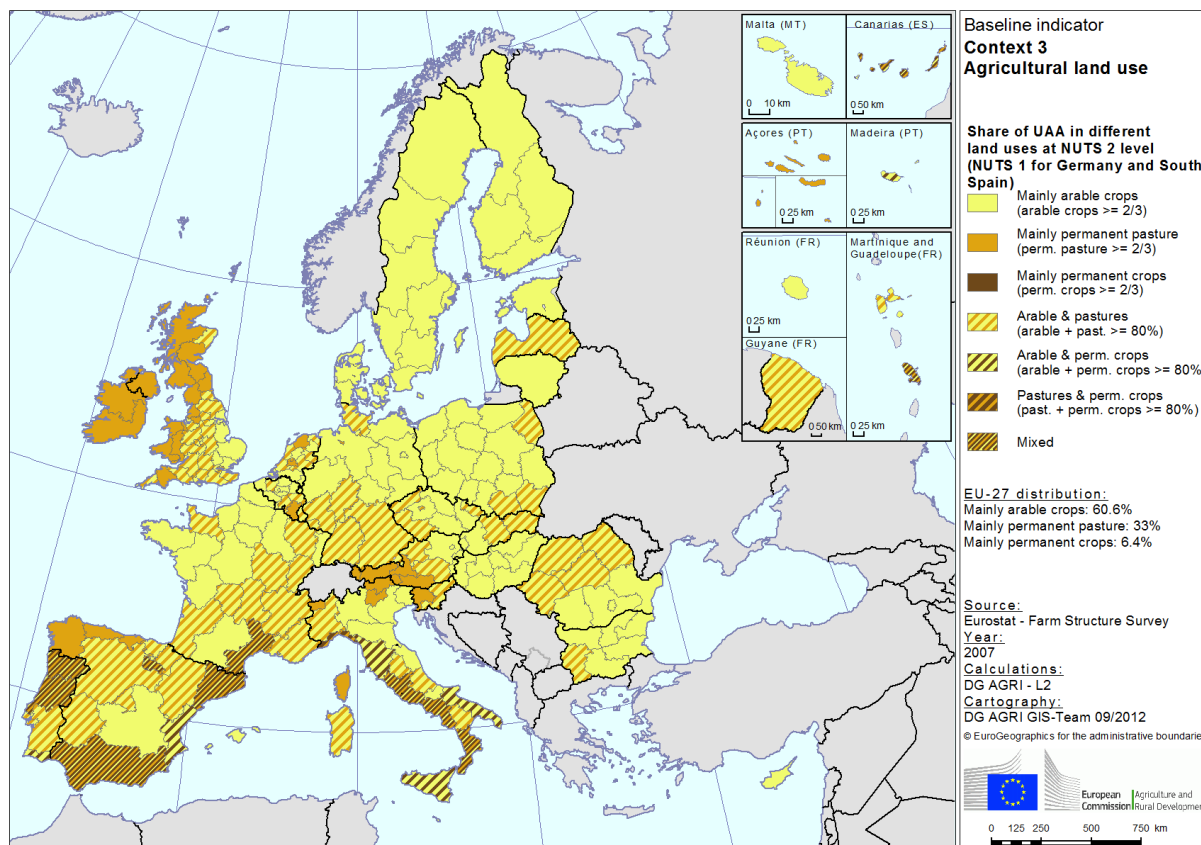 Malta (MT)
0 10 km
Canarias (ES)
0 50 km
Açores (PT)
0 25 km
Madeira (PT)
0 25 km
Réunion (FR)
0 25 km
Martinique and
Guadeloupe(FR)
0 25 km
Guyane (FR)
0 50 km
Baseline indicator
Context 3
Agricultural land use
Share of UAA in different
land uses at NUTS 2 level
(NUTS 1 for Germany and South
Spain)
Mainly arable crops
(arable crops >= 2/3)
Mainly permanent pasture
(perm. pasture >= 2/3)
Mainly permanent crops
(perm. crops >= 2/3)
Arable & pastures
(arable + past. >= 80%)
Arable & perm. crops
(arable + perm. crops >= 80%
Pastures & perm. crops
(past. + perm. crops >= 80%)
Mixed
EU-27 distribution:
Mainly arable crops: 60.6%
Mainly permanent pasture: 33%
Mainly permanent crops: 6.4%
Source:
Eurostat - Farm Structure Survey
Year:
2007
Calculations:
DG AGRI - L2
Cartography:
DG AGRI GIS-Team 09/2012
© EuroGeographics for the administrative boundarie
European
Commission
Agriculture and
Rural Developmen
0 125 250 500 750 km